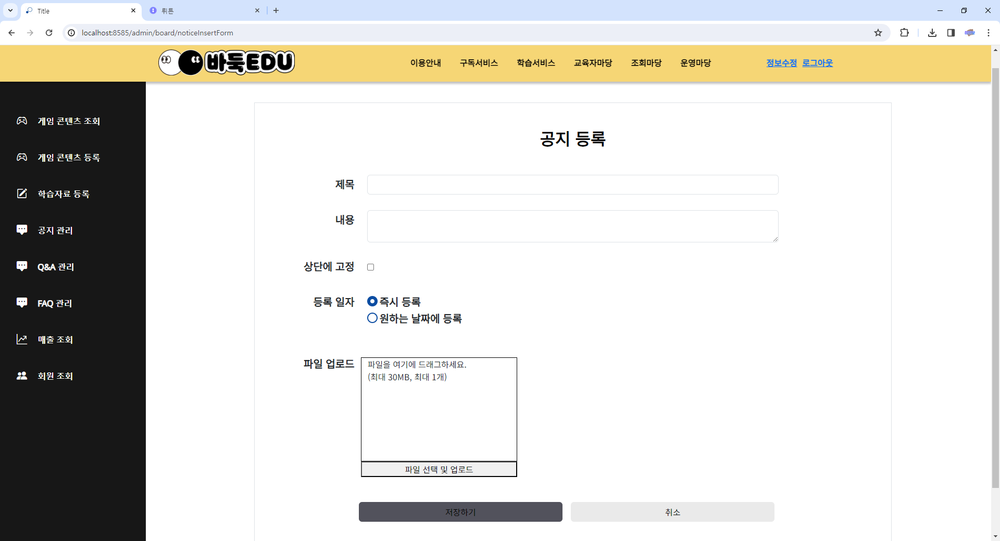 Title
뤼튼
localhost:8585/admin/board/noticeInsertForm
바둑EDU
이용안내 구독서비스 학습서비스 교육자마당 조회마당 운영마당 정보수정 로그아웃
게임 콘텐츠 조회
게임 콘텐츠 등록
학습자료 등록
공지 관리
Q&A 관리
FAQ 관리
매출 조회
회원 조회
공지 등록
제목
내용
상단에 고정
등록 일자
즉시 등록
원하는 날짜에 등록
파일 업로드
파일을 여기에 드래그하세요.
(최대 30MB, 최대 1개)
파일 선택 및 업로드
저장하기 취소